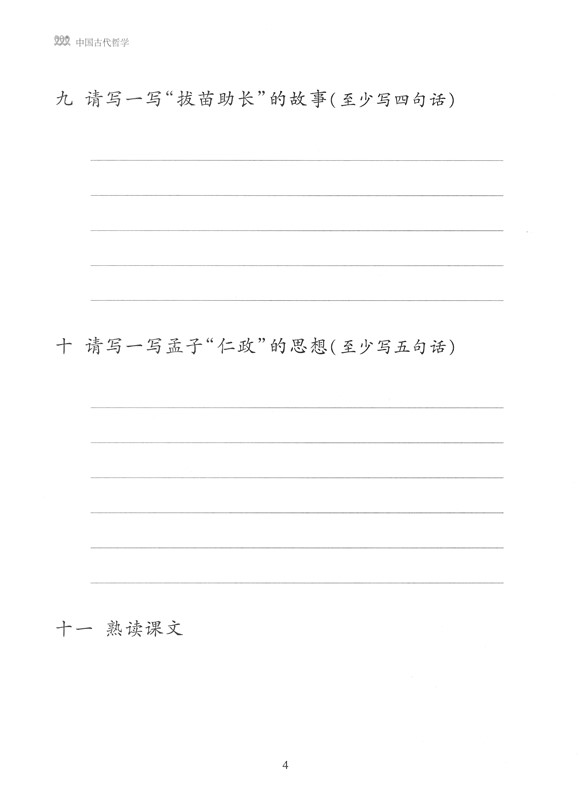 中国古代哲学
九 请写一写“拔苗助长”的故事(至少写四句话)
十 请写一写孟子“仁政”的思想(至少写五句话)
十一 熟读课文
4